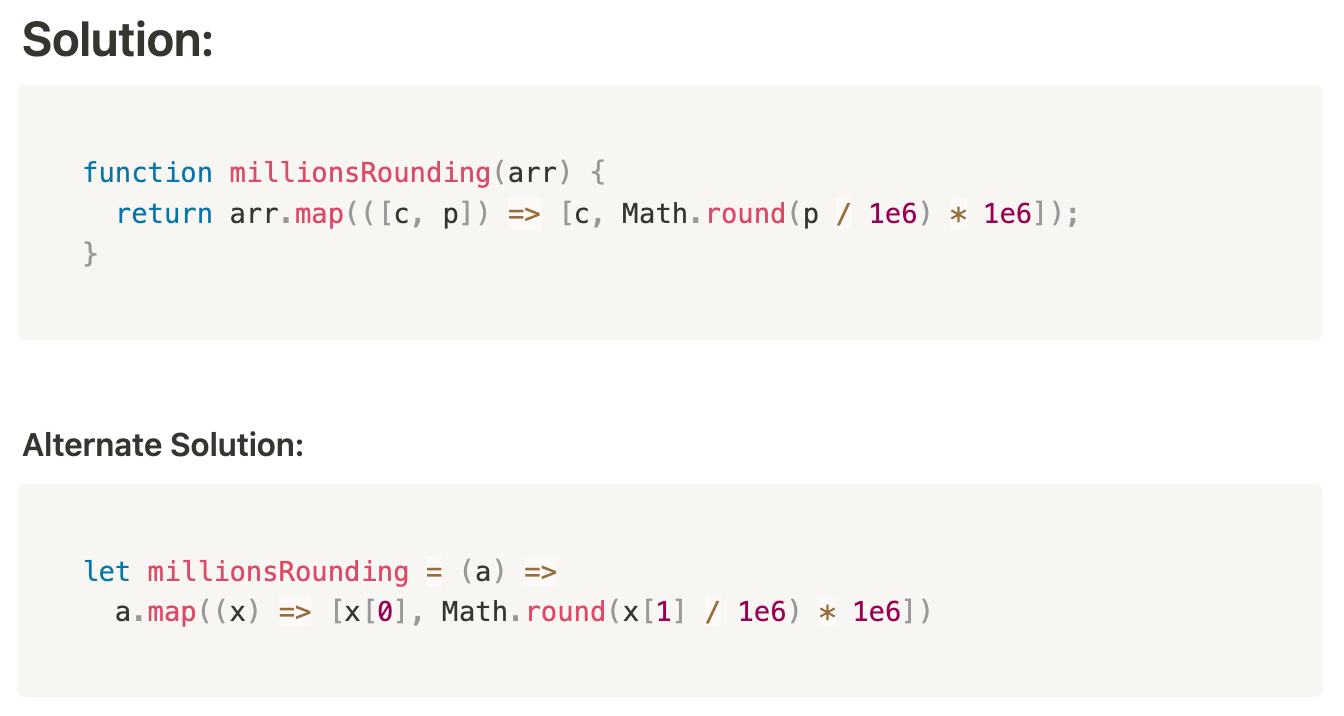 Solution:
function millionsRounding(arr) {
  return arr.map(([c, p]) => [c, Math.round(p / 1e6) * 1e6]);
}
Alternate Solution:
let millionsRounding = (a) =>
  a.map((x) => [x[0], Math.round(x[1] / 1e6) * 1e6])